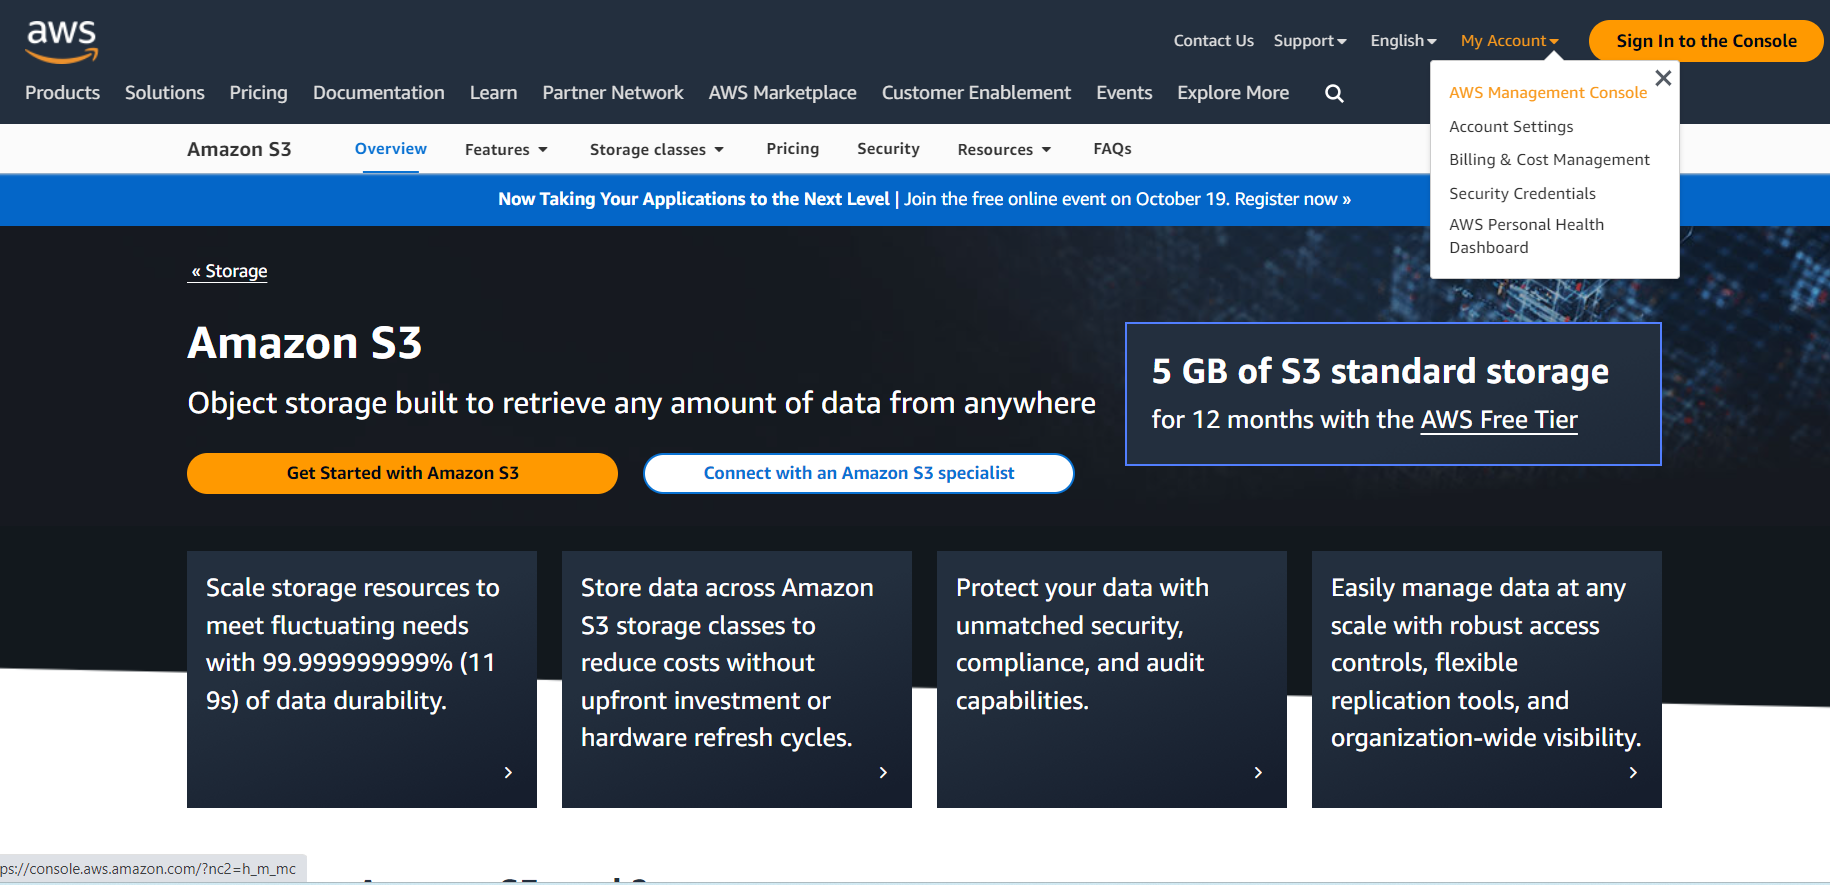 aws
Contact Us Support English My Account Sign In to the Console
Products Solutions Pricing Documentation Learn Partner Network AWS Marketplace Customer Enablement Events Explore More
AWS Management Console
Account Settings
Billing & Cost Management
Security Credentials
AWS Personal Health
Dashboard
Amazon S3 Overview Features Storage classes Pricing Security Resources FAQs
Now Taking Your Applications to the Next Level | Join the free online event on October 19. Register now »
« Storage
Amazon S3
Object storage built to retrieve any amount of data from anywhere
Get Started with Amazon S3 Connect with an Amazon S3 specialist
5 GB of S3 standard storage
for 12 months with the AWS Free Tier
Scale storage resources to
meet fluctuating needs
with 99.999999999% (11
9s) of data durability.
Store data across Amazon
S3 storage classes to
reduce costs without
upfront investment or
hardware refresh cycles.
Protect your data with
unmatched security,
compliance, and audit
capabilities.
Easily manage data at any
scale with robust access
controls, flexible
replication tools, and
organization-wide visibility.
ps://console.aws.amazon.com/?nc2=h_m_mc